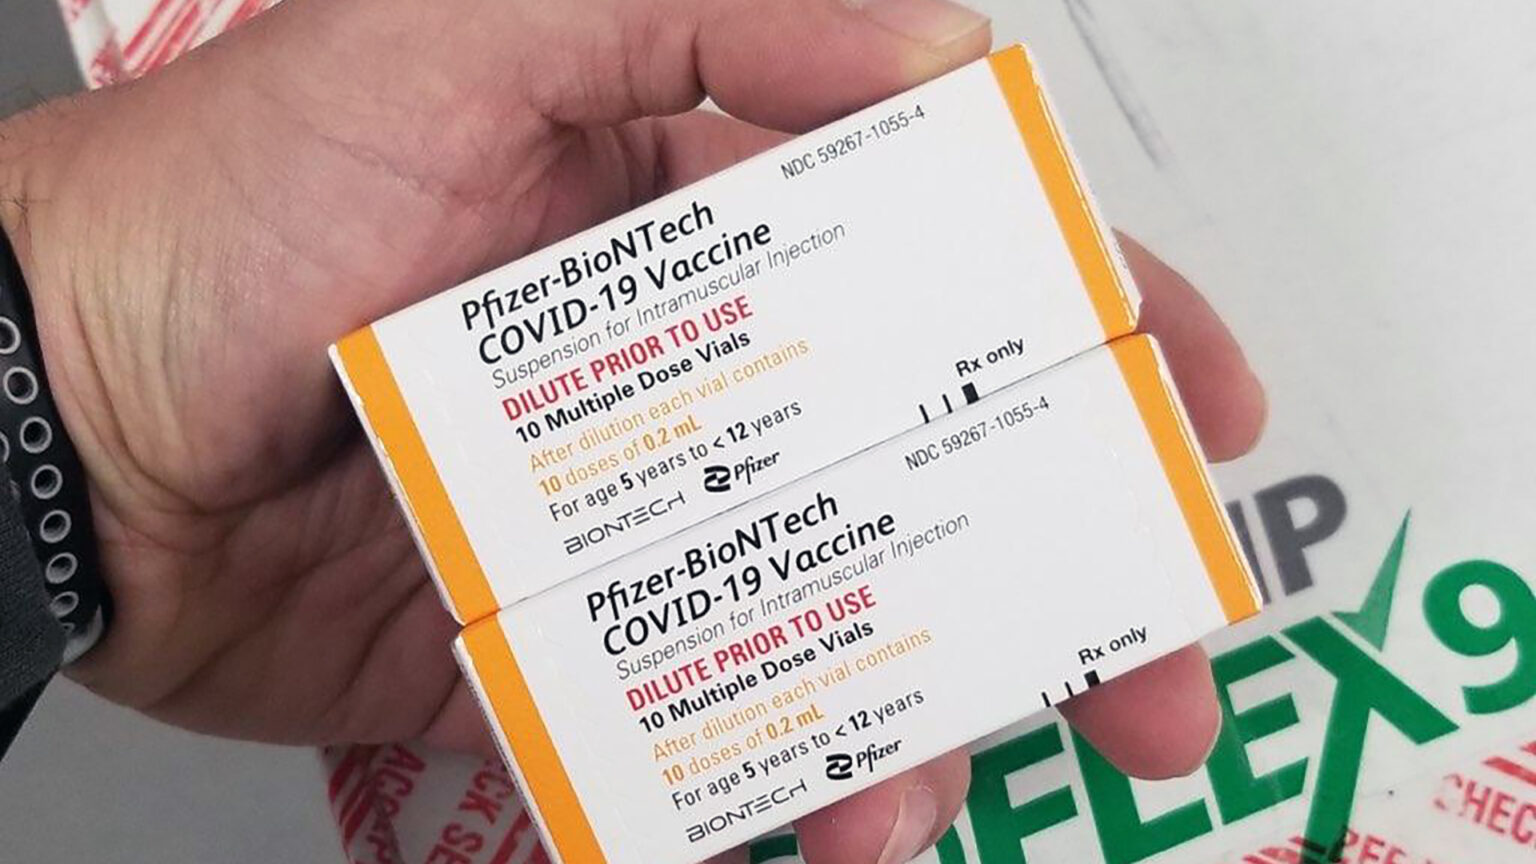 NDC 59267-1055-4
Pfizer-BioNTech
COVID-19 Vaccine
Suspension for Intramuscular Injection
DILUTE PRIOR TO USE
10 Multiple Dose Vials
After dilution each vial contains
10 doses of 0.2 mL
For age 5 years to < 12 years
BIONTECH Pfizer
Rx only
NDC 59267-1055-4
Pfizer-BioNTech
COVID-19 Vaccine
Suspension for Intramuscular Injection
DILUTE PRIOR TO USE
10 Multiple Dose Vials
After dilution each vial contains
10 doses of 0.2 mL
For age 5 years to < 12 years
BIONTECH Pfizer
Rx only